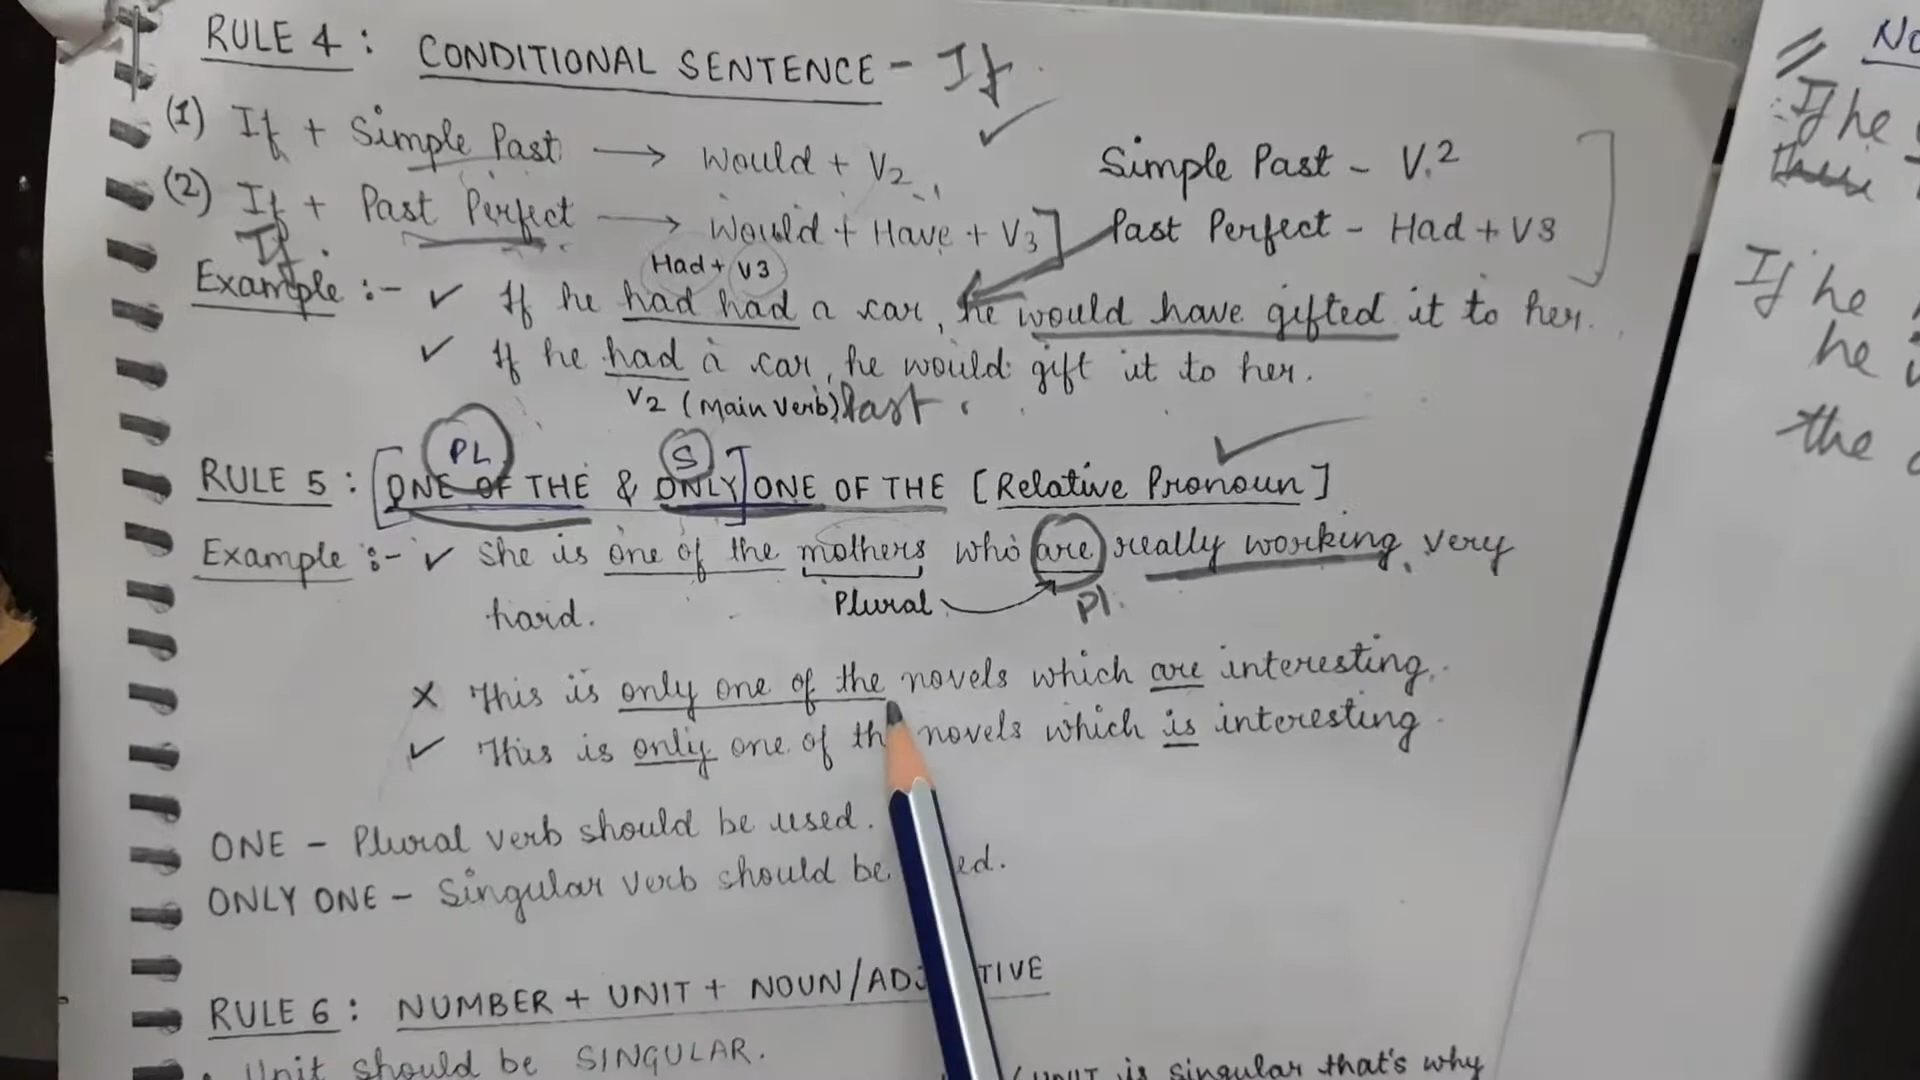 RULE 4 : CONDITIONAL SENTENCE - If
(1) If + Simple Past → Would + V2
(2) If + Past Perfect → Would + Have + V3]
Simple Past - V.2
Past Perfect - Had + V3
If
Had + V3
Example :- ✓ If he had had a car, he would have gifted it to her.
✓ If he had a car, he would gift it to her.
V2 (Main Verb) Past
PL S
RULE 5 : [ONE OF THE & ONLY] ONE OF THE [Relative Pronoun]
Example :- ✓ She is one of the mothers who are really working very
Plural Pl.
hard.
X This is only one of the novels which are interesting.
✓ This is only one of th novels which is interesting.
ONE - Plural verb should be used.
ONLY ONE - Singular verb should be ed.
RULE 6 : NUMBER + UNIT + NOUN/ADJ TIVE
. Unit should be SINGULAR.
is singular that's why
No
If he
If he
he
the